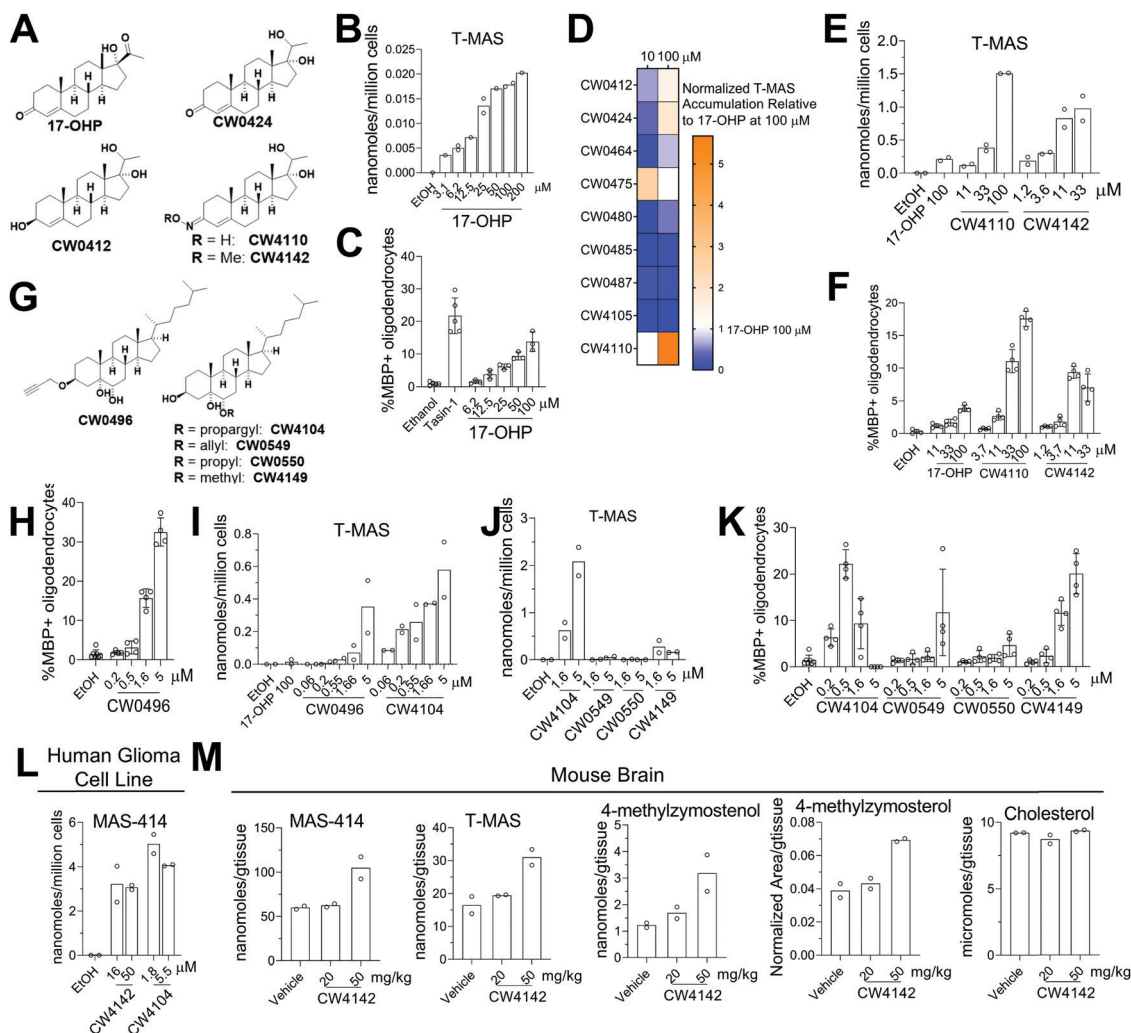 A
O
HO
O
H
H
H
17-OHP
HO
OH
H
H
H
O
CW0424
HO
OH
H
H
H
HO
CW0412
HO
OH
H
H
H
RO
N
R = H: CW4110
R = Me: CW4142
B
T-MAS
nanomoles/million cells
0.025
0.020
0.015
0.010
0.005
0.000
EtOH
3.1
6.2
12.5
25
50
100
200
μM
17-OHP
C
%MBP+ oligodendrocytes
40
30
20
10
0
Ethanol
Tasin-1
6.2
12.5
25
50
100
μM
17-OHP
D
10 100 μM
CW0412
CW0424
CW0464
CW0475
CW0480
CW0485
CW0487
CW4105
CW4110
Normalized T-MAS
Accumulation Relative
to 17-OHP at 100 μM
5
4
3
2
1 17-OHP 100 μM
0
E
T-MAS
nanomoles/million cells
2.0
1.5
1.0
0.5
0.0
EtOH
17-OHP 100
11
33
100
1.2
3.6
11
33
μM
CW4110 CW4142
F
%MBP+ oligodendrocytes
20
15
10
5
0
EtOH
11
33
100
3.7
11
33
100
1.2
3.7
11
33
μM
17-OHP CW4110 CW4142
G
H
H
H
O
OH
OH
CW0496
H
H
H
HO
OH
OR
R = propargyl: CW4104
R = allyl: CW0549
R = propyl: CW0550
R = methyl: CW4149
H
%MBP+ oligodendrocytes
40
30
20
10
0
EtOH
0.2
0.5
1.6
5
μM
CW0496
I
T-MAS
nanomoles/million cells
0.8
0.6
0.4
0.2
0.0
EtOH
17-OHP 100
0.06
0.2
0.55
1.66
5
0.06
0.2
0.55
1.66
5
μM
CW0496 CW4104
J
T-MAS
nanomoles/million cells
3
2
1
0
EtOH
1.6
5
1.6
5
1.6
5
1.6
5
μM
CW4104
CW0549
CW0550
CW4149
K
%MBP+ oligodendrocytes
30
20
10
0
EtOH
0.2
0.5
1.6
5
0.2
0.5
1.6
5
0.2
0.5
1.6
5
0.2
0.5
1.6
5
μM
CW4104 CW0549 CW0550 CW4149
L
Human Glioma
Cell Line
MAS-414
nanomoles/million cells
6
4
2
0
EtOH
16
50
1.8
5.5
μM
CW4142
CW4104
M
Mouse Brain
MAS-414
nanomoles/gtissue
150
100
50
0
Vehicle
20
50
mg/kg
CW4142
T-MAS
nanomoles/gtissue
40
30
20
10
0
Vehicle
20
50
mg/kg
CW4142
4-methylzymostenol
nanomoles/gtissue
5
4
3
2
1
0
Vehicle
20
50
mg/kg
CW4142
4-methylzymosterol
Normalized Area/gtissue
0.08
0.06
0.04
0.02
0.00
Vehicle
20
50
mg/kg
CW4142
Cholesterol
micromoles/gtissue
10
5
0
Vehicle
20
50
mg/kg
CW4142